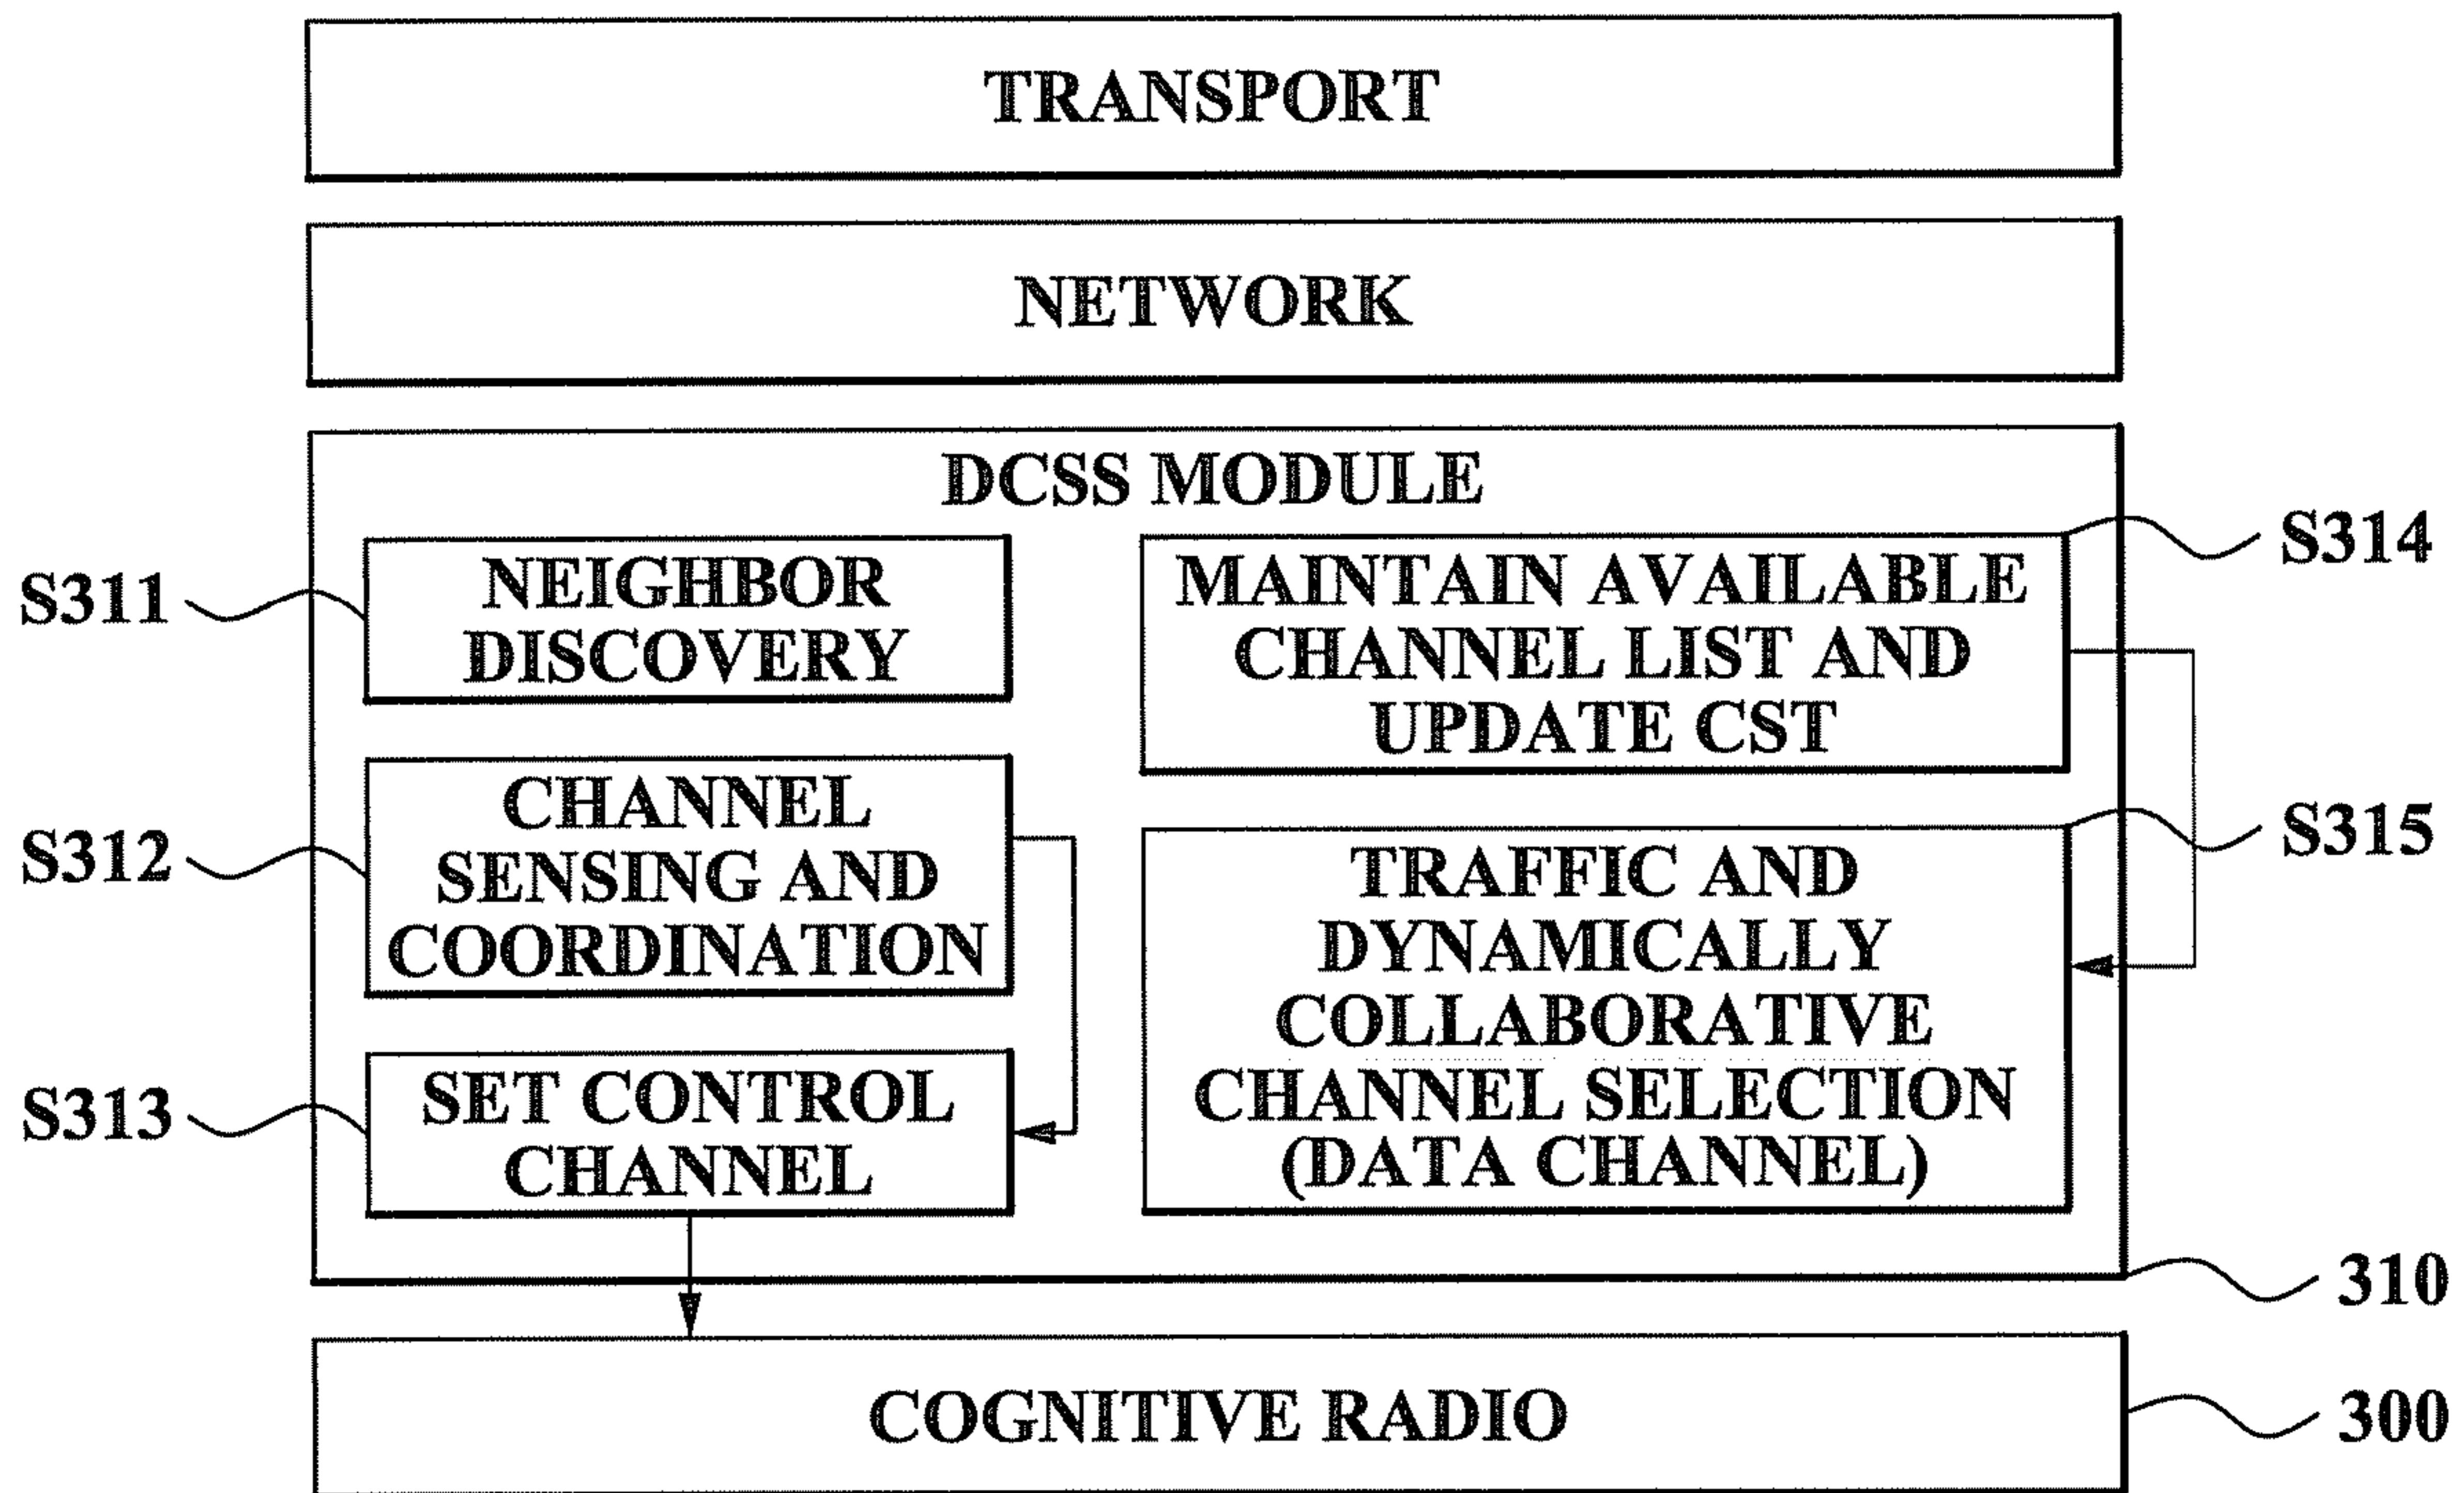 TRANSPORT
NETWORK
DCSS MODULE
S311
NEIGHBOR
DISCOVERY
S312
CHANNEL
SENSING AND
COORDINATION
S313
SET CONTROL
CHANNEL
MAINTAIN AVAILABLE
CHANNEL LIST AND
UPDATE CST
S314
TRAFFIC AND
DYNAMICALLY
COLLABORATIVE
CHANNEL SELECTION
(DATA CHANNEL)
S315
310
COGNITIVE RADIO
300